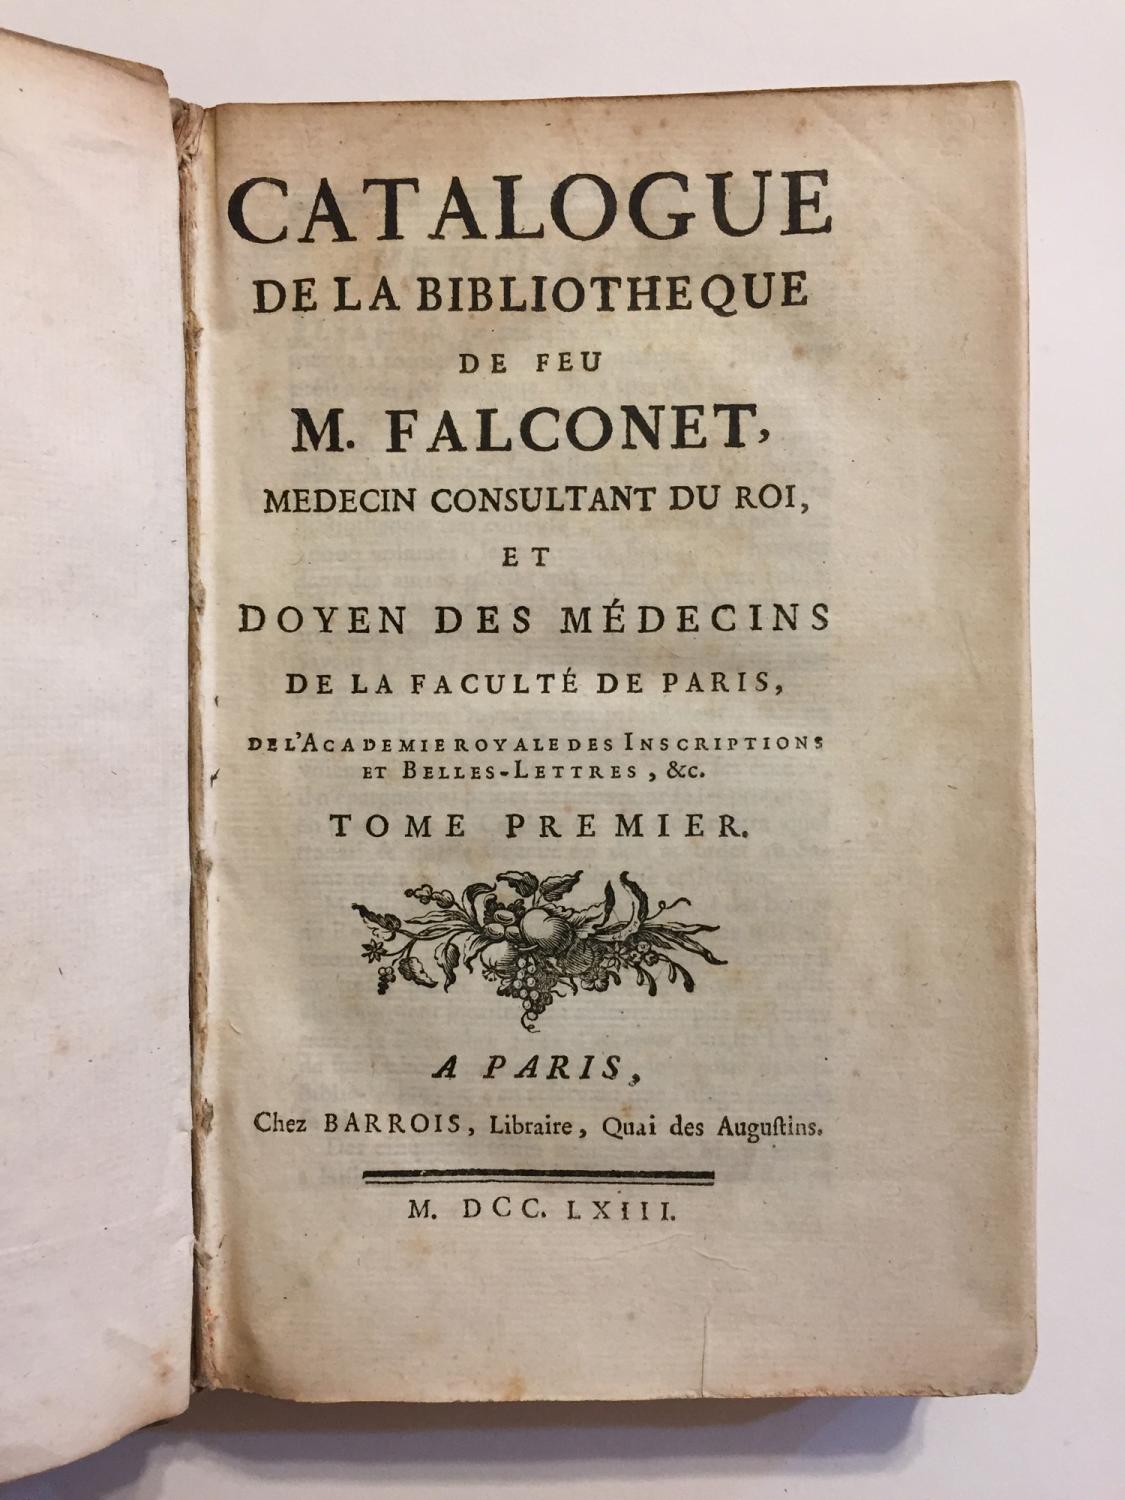 CATALOGUE
DE LA BIBLIOTHEQUE
DE FEU
M. FALCONET,
MEDECIN CONSULTANT DU ROI,
ET
DOYEN DES MÉDECINS
DE LA FACULTÉ DE PARIS,
DE L'ACADEMIE ROYALE DES INSCRIPTIONS
ET BELLES-LETTRES, &c.
TOME PREMIER.
A PARIS,
Chez BARROIS, Libraire, Quai des Auguſtins.
M. DCC. LXIII.